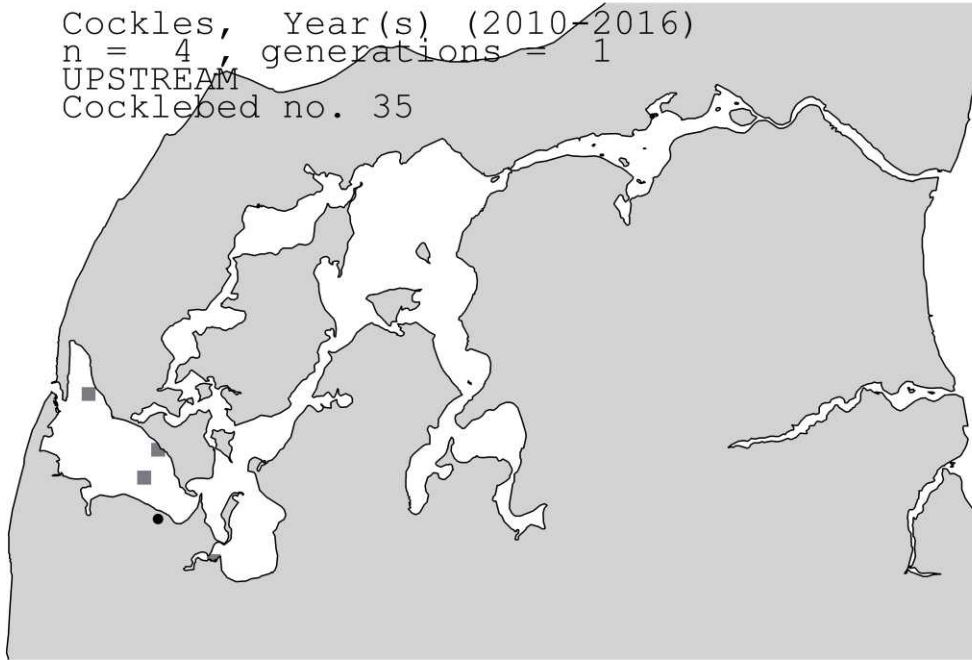 Cockles, Year(s) (2010-2016)
n = 4 , generations = 1
UPSTREAM
Cocklebed no. 35